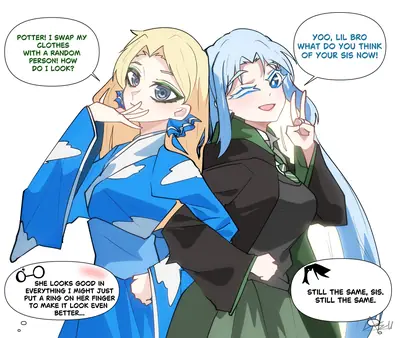 POTTER! I SWAP MY
CLOTHES
WITH A RANDOM
PERSON! HOW
DO I LOOK?
YOO, LIL BRO
WHAT DO YOU THINK
OF YOUR SIS NOW!
SHE LOOKS GOOD IN
EVERYTHING I MIGHT JUST
PUT A RING ON HER FINGER
TO MAKE IT LOOK EVEN
BETTER...
STILL THE SAME, SIS.
STILL THE SAME.